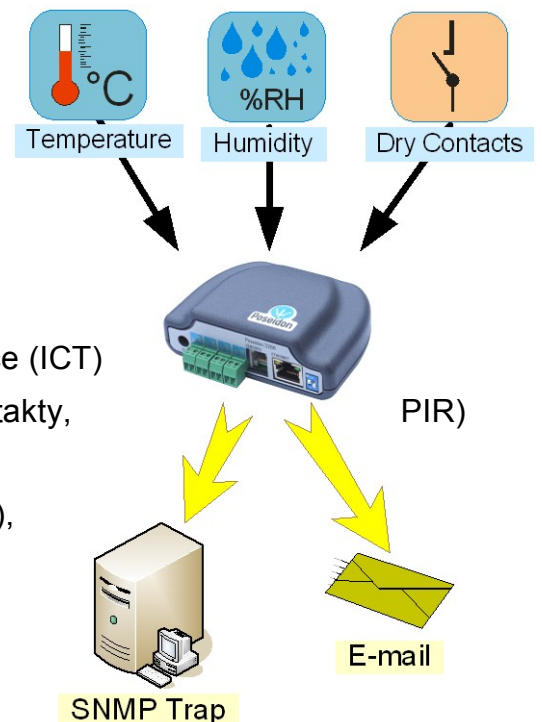 °C
%RH
Temperature
Humidity
Dry Contacts
Poseidon
e (ICT)
takty, PIR)
),
E-mail
SNMP Trap